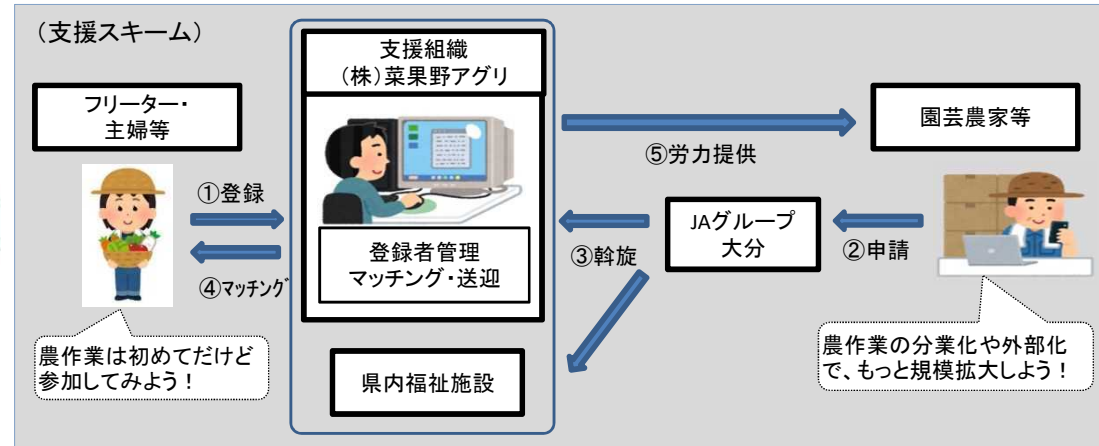 (支援スキーム)
支援組織
(株)菜果野アグリ
フリーター・
主婦等
園芸農家等
⑤労力提供
①登録
JAグループ
大分
②申請
③斡旋
登録者管理
マッチング・送迎
④マッチング
農作業は初めてだけど
参加してみよう!
農作業の分業化や外部化
で、もっと規模拡大しよう!
県内福祉施設